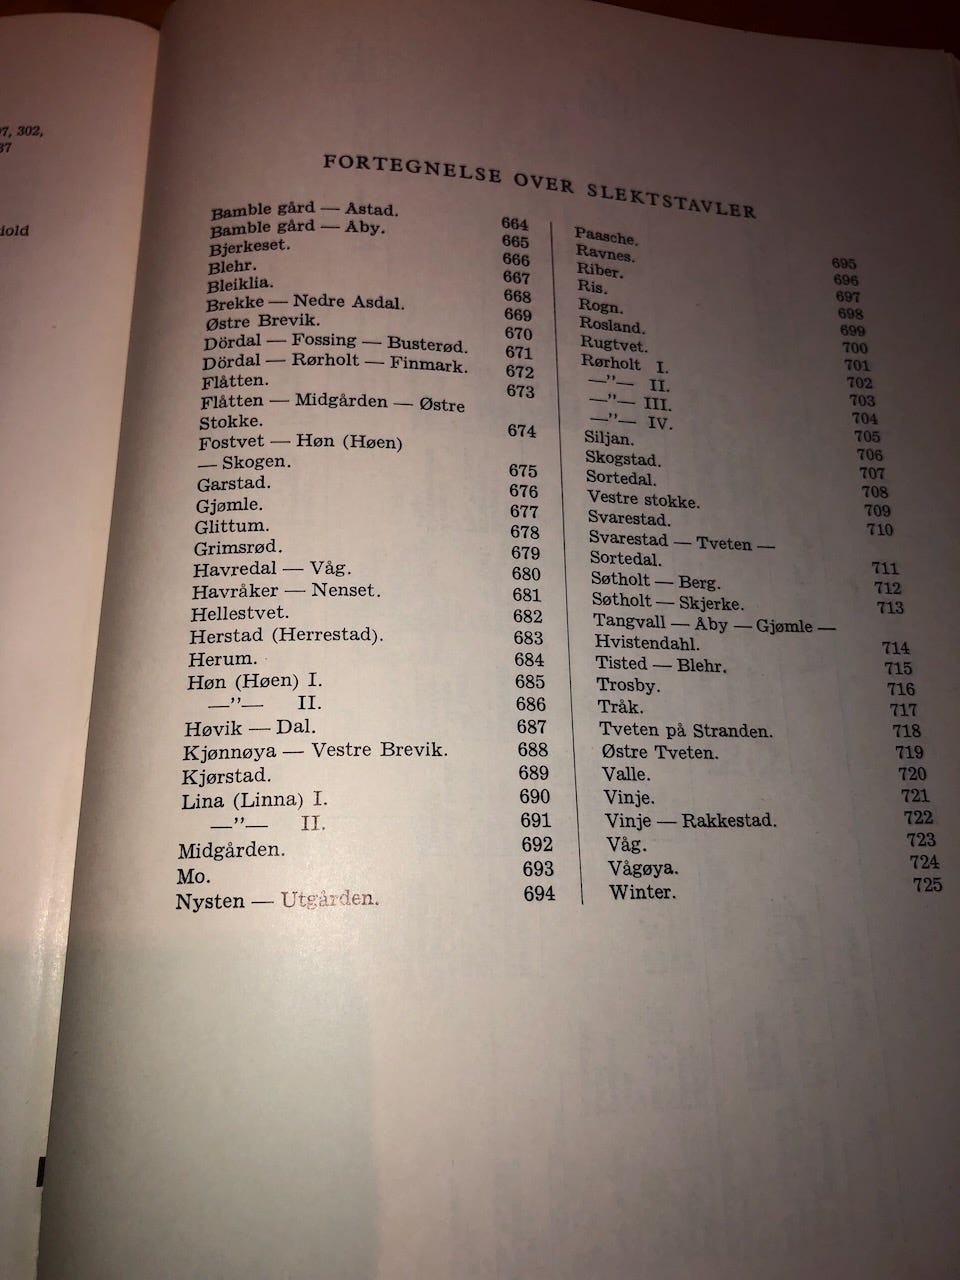 7, 302,
37
iold
FORTEGNELSE OVER SLEKTSTAVLER
Bamble gård — Åstad. 664
Bamble gård — Åby. 665
Bjerkeset. 666
Blehr. 667
Bleiklia. 668
Brekke — Nedre Asdal. 669
Østre Brevik. 670
Dördal — Fossing — Busterød. 671
Dördal — Rørholt — Finmark. 672
Flåtten. 673
Flåtten — Midgården — Østre
Stokke. 674
Fostvet — Høn (Høen)
— Skogen. 675
Garstad. 676
Gjømle. 677
Glittum. 678
Grimsrød. 679
Havredal — Våg. 680
Havråker — Nenset. 681
Hellestvet. 682
Herstad (Herrestad). 683
Herum. 684
Høn (Høen) I. 685
—"— II. 686
Høvik — Dal. 687
Kjønnøya — Vestre Brevik. 688
Kjørstad. 689
Lina (Linna) I. 690
—"— II. 691
Midgården. 692
Mo. 693
Nysten — Utgården. 694
Paasche. 695
Ravnes. 696
Riber. 697
Ris. 698
Rogn. 699
Rosland. 700
Rugtvet. 701
Rørholt I. 702
—"— II. 703
—"— III. 704
—"— IV. 705
Siljan. 706
Skogstad. 707
Sortedal. 708
Vestre stokke. 709
Svarestad. 710
Svarestad — Tveten —
Sortedal. 711
Søtholt — Berg. 712
Søtholt — Skjerke. 713
Tangvall — Åby — Gjømle —
Hvistendahl. 714
Tisted — Blehr. 715
Trosby. 716
Tråk. 717
Tveten på Stranden. 718
Østre Tveten. 719
Valle. 720
Vinje. 721
Vinje — Rakkestad. 722
Våg. 723
Vågøya. 724
Winter. 725